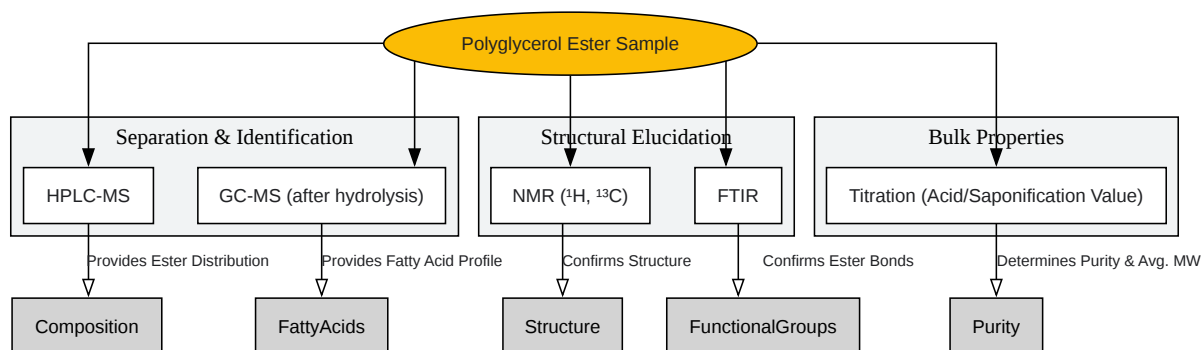 Polyglycerol Ester Sample
Separation & Identification
Structural Elucidation
Bulk Properties
HPLC-MS
GC-MS (after hydrolysis)
NMR (¹H, ¹³C)
FTIR
Titration (Acid/Saponification Value)
Provides Ester Distribution
Provides Fatty Acid Profile
Confirms Structure
Confirms Ester Bonds
Determines Purity & Avg. MW
Composition
FattyAcids
Structure
FunctionalGroups
Purity